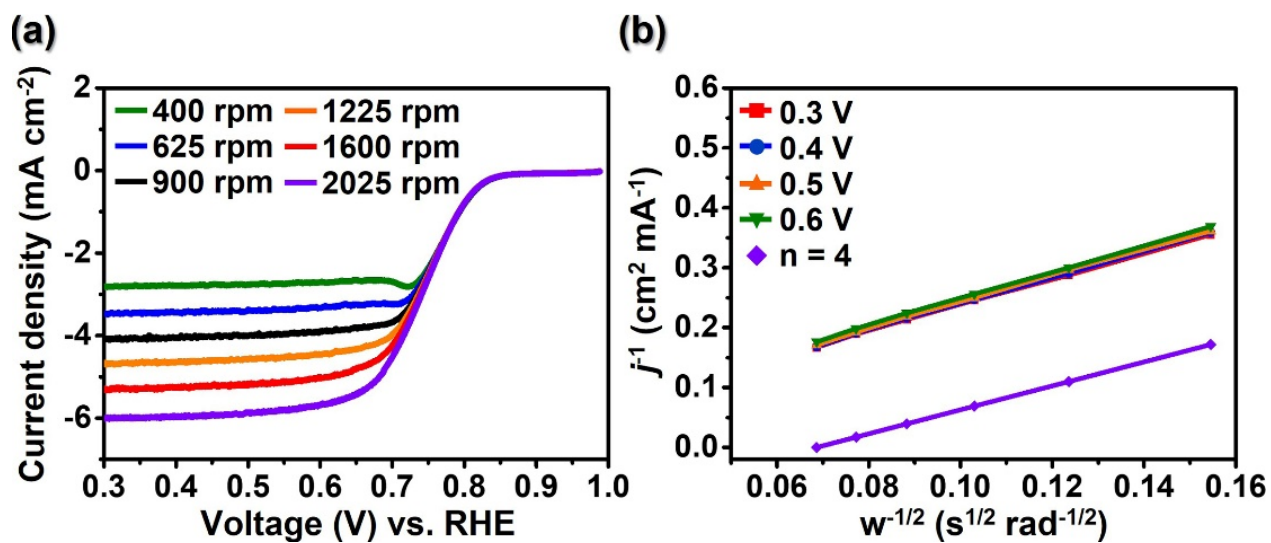 (a)
Current density (mA cm-2)
2
0
-2
-4
-6
400 rpm
1225 rpm
625 rpm
1600 rpm
900 rpm
2025 rpm
0.3 0.4 0.5 0.6 0.7 0.8 0.9 1.0
Voltage (V) vs. RHE
(b)
j-1 (cm2 mA-1)
0.6
0.5
0.4
0.3
0.2
0.1
0.0
0.3 V
0.4 V
0.5 V
0.6 V
n = 4
0.06 0.08 0.10 0.12 0.14 0.16
w-1/2 (s1/2 rad-1/2)